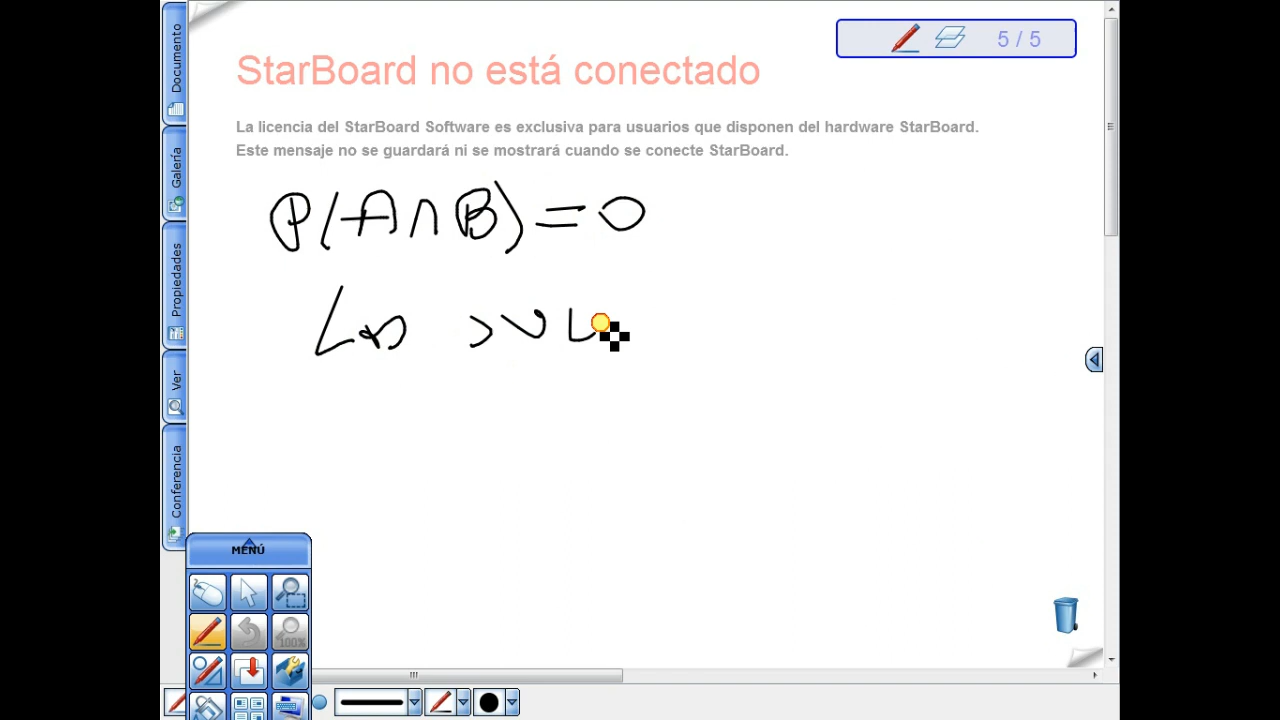 Documento
Galería
Propiedades
Ver
Conferencia
5 / 5
StarBoard no está conectado
La licencia del StarBoard Software es exclusiva para usuarios que disponen del hardware StarBoard.
Este mensaje no se guardará ni se mostrará cuando se conecte StarBoard.
P(A∩B)=0
Los
MENÚ
100%